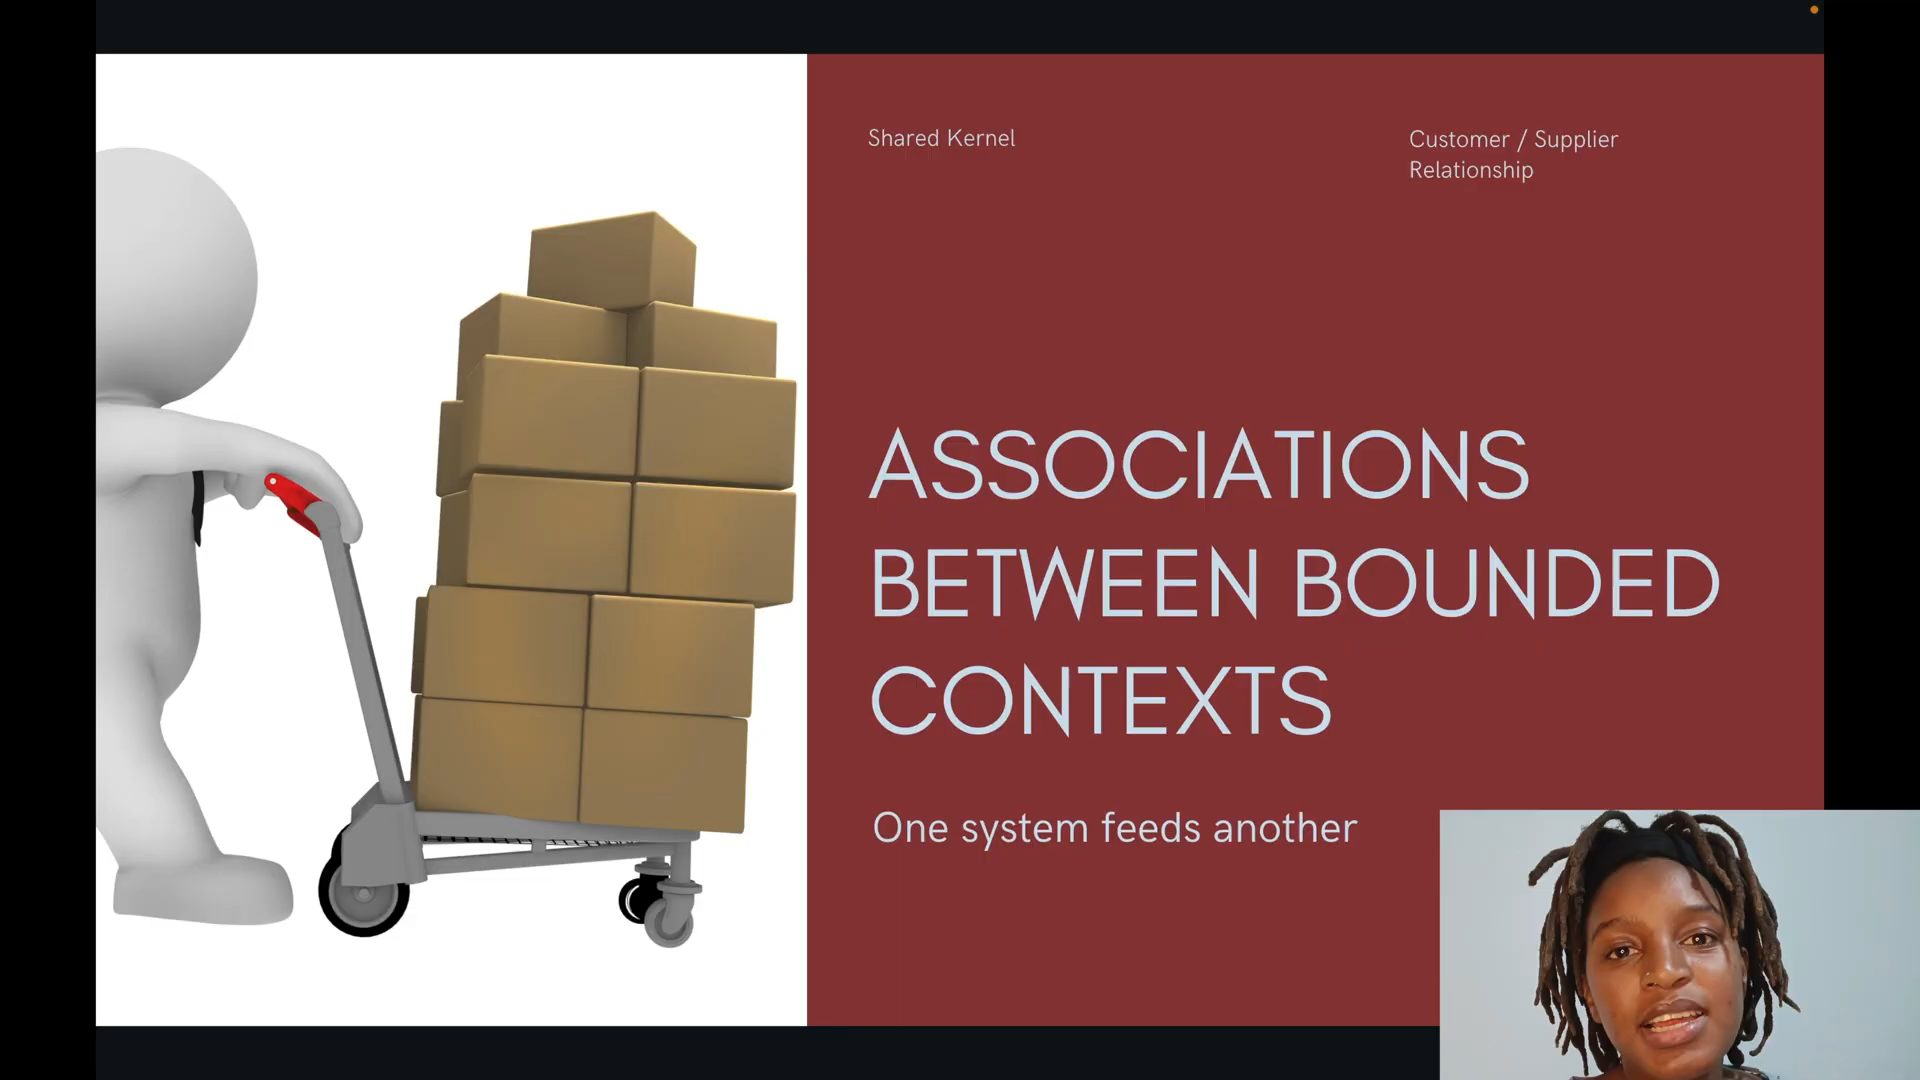 Shared Kernel
Customer / Supplier
Relationship
ASSOCIATIONS
BETWEEN BOUNDED
CONTEXTS
One system feeds another